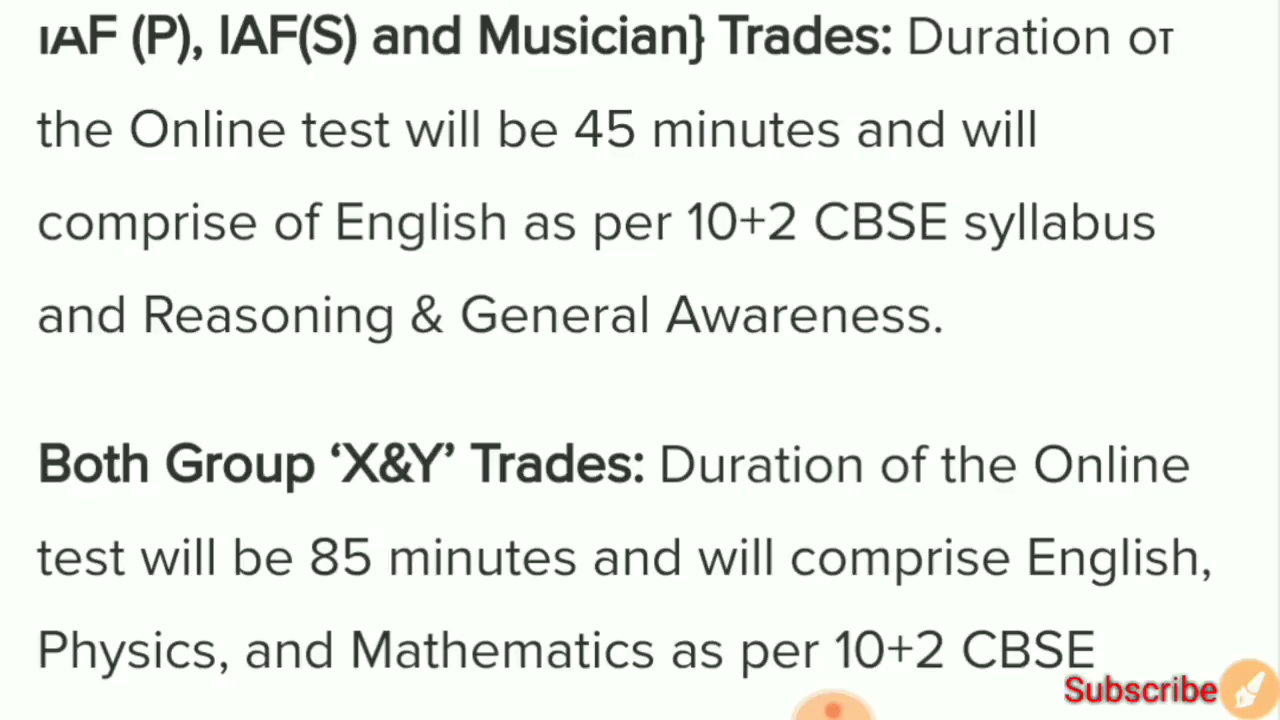 IAF (P), IAF(S) and Musician} Trades: Duration of
the Online test will be 45 minutes and will
comprise of English as per 10+2 CBSE syllabus
and Reasoning & General Awareness.
Both Group ‘X&Y’ Trades: Duration of the Online
test will be 85 minutes and will comprise English,
Physics, and Mathematics as per 10+2 CBSE
Subscribe